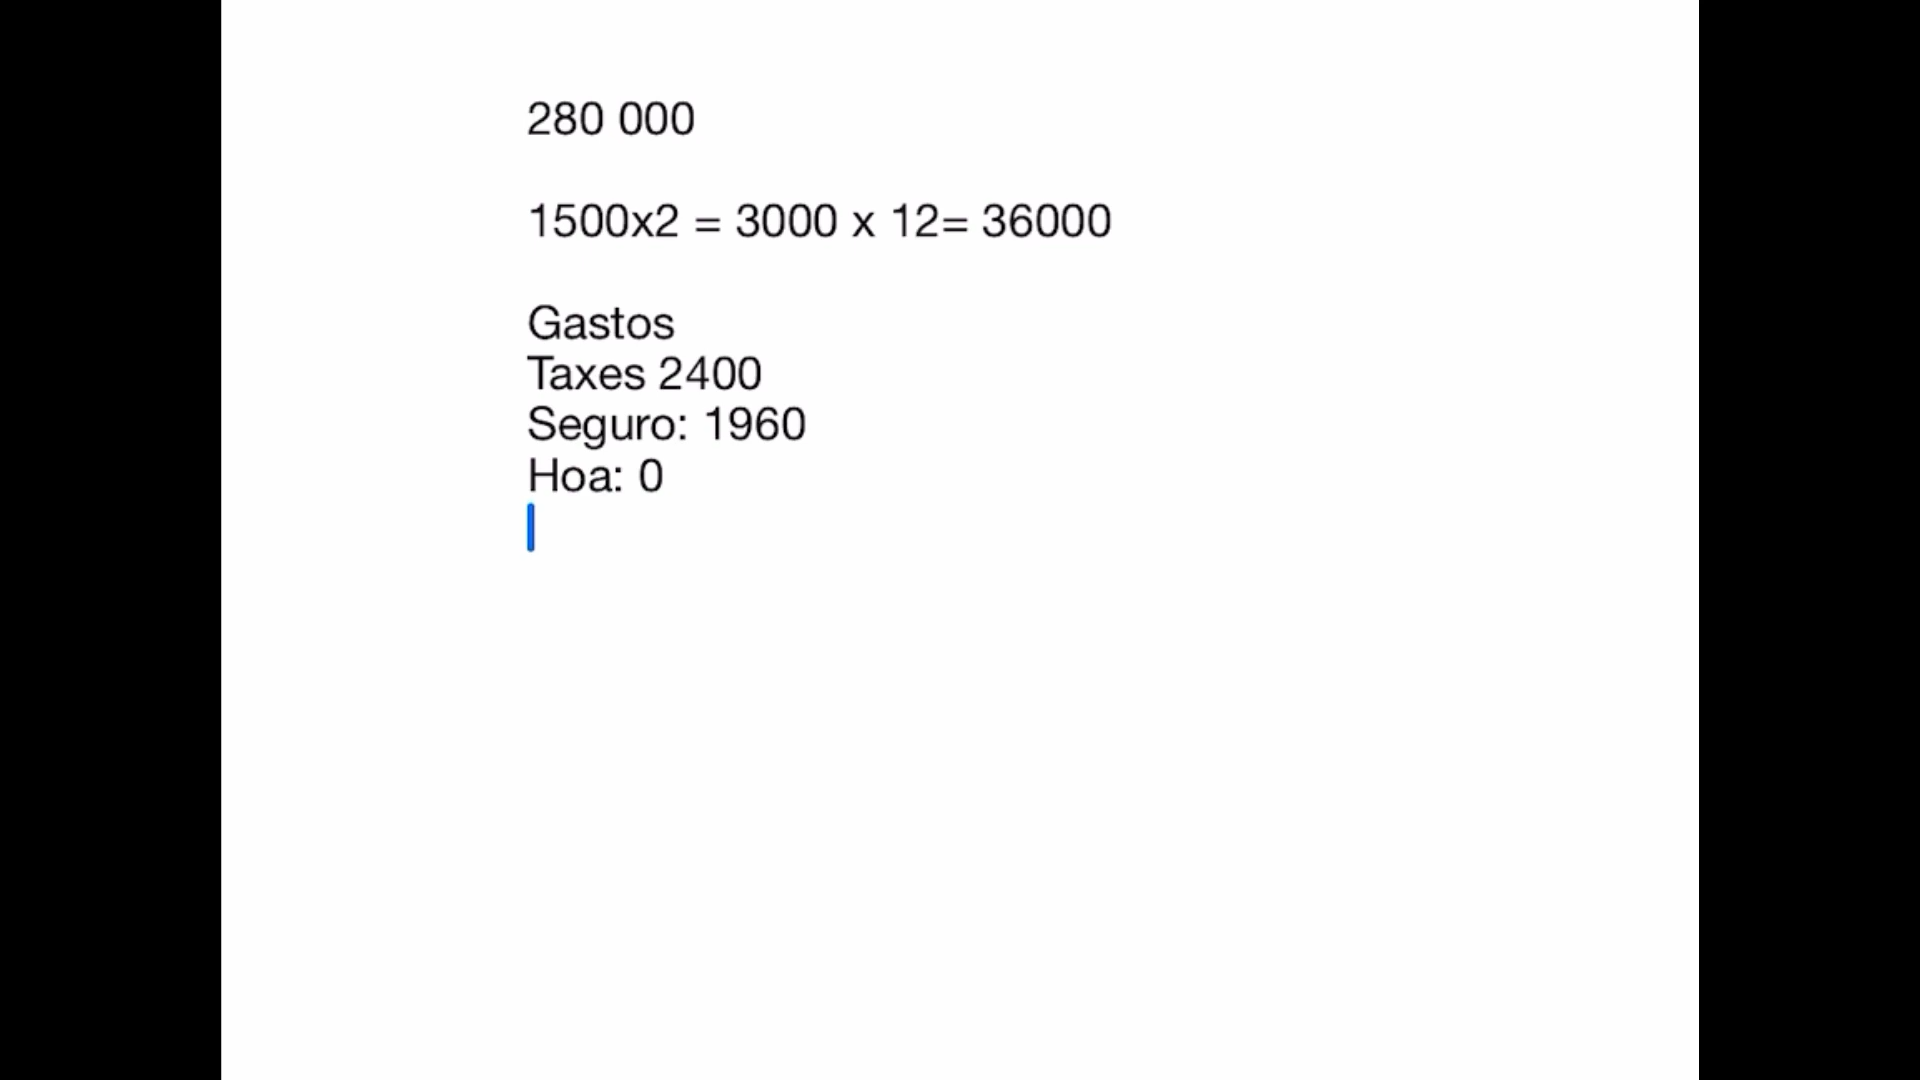 280 000
1500x2 = 3000 x 12= 36000
Gastos
Taxes 2400
Seguro: 1960
Hoa: 0